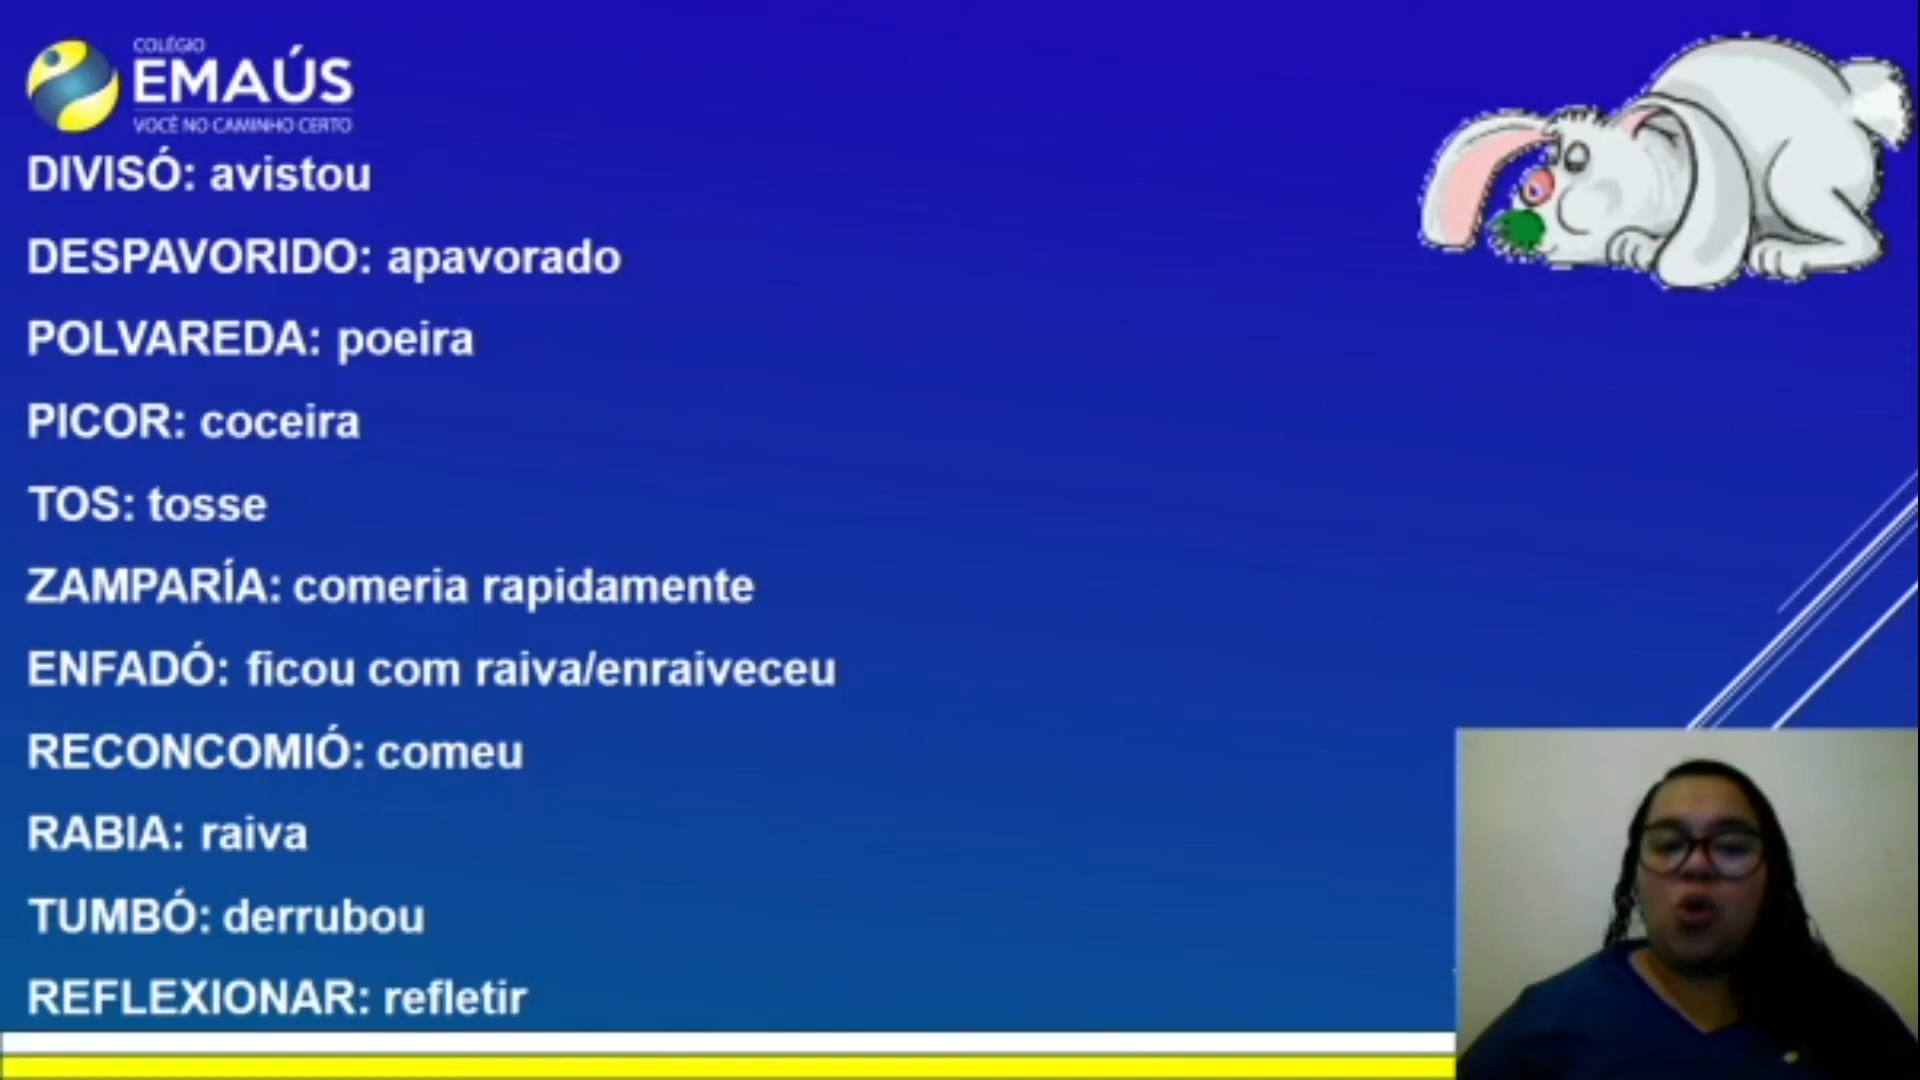 COLÉGIO
EMAÚS
VOCÊ NO CAMINHO CERTO
DIVISÓ: avistou
DESPAVORIDO: apavorado
POLVAREDA: poeira
PICOR: coceira
TOS: tosse
ZAMPARÍA: comeria rapidamente
ENFADÓ: ficou com raiva/enraiveceu
RECONCOMIÓ: comeu
RABIA: raiva
TUMBÓ: derrubou
REFLEXIONAR: refletir